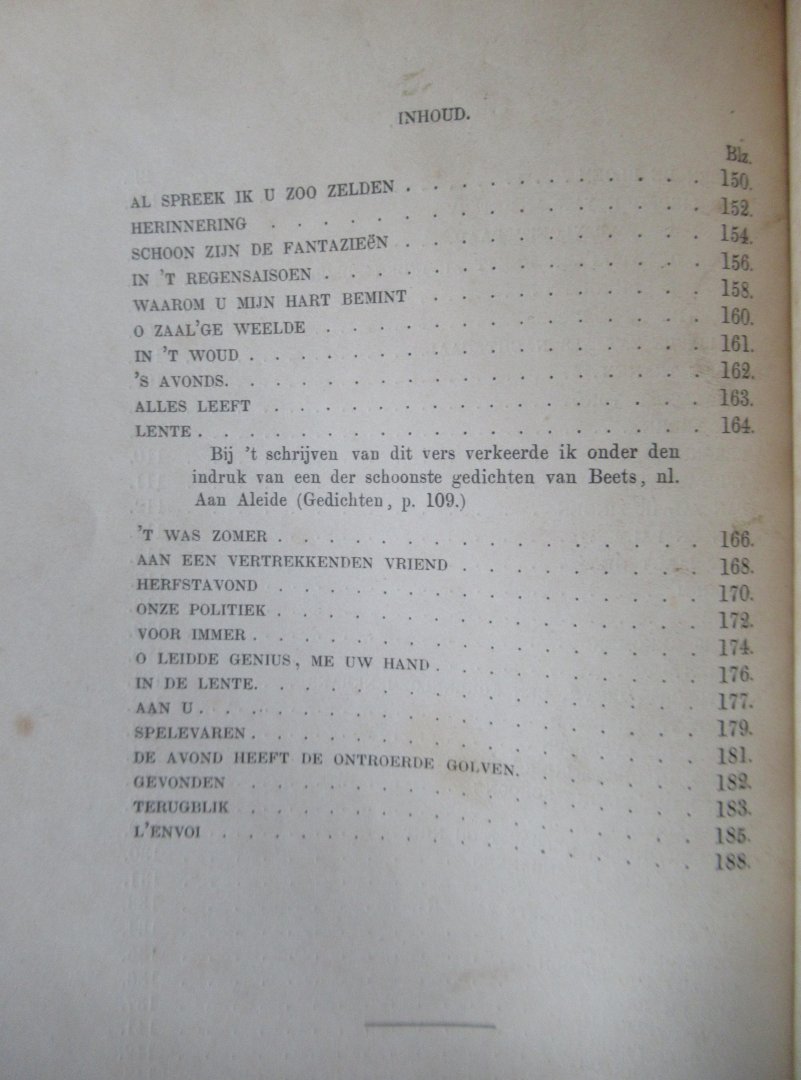 INHOUD.
Blz.
AL SPREEK IK U ZOO ZELDEN . . . . . . . . . . . . 150.
HERINNERING . . . . . . . . . . . . . . . . . 152.
SCHOON ZIJN DE FANTAZIEËN . . . . . . . . . . . . 154.
IN 'T REGENSAISOEN . . . . . . . . . . . . . . . 156.
WAAROM U MIJN HART BEMINT . . . . . . . . . . . 158.
O ZAAL'GE WEELDE . . . . . . . . . . . . . . . 160.
IN 'T WOUD . . . . . . . . . . . . . . . . . . 161.
'S AVONDS. . . . . . . . . . . . . . . . . . . 162.
ALLES LEEFT . . . . . . . . . . . . . . . . . 163.
LENTE . . . . . . . . . . . . . . . . . . . . 164.
Bij 't schrijven van dit vers verkeerde ik onder den
indruk van een der schoonste gedichten van Beets, nl.
Aan Aleide (Gedichten, p. 109.)
'T WAS ZOMER . . . . . . . . . . . . . . . . . 166.
AAN EEN VERTREKKENDEN VRIEND . . . . . . . . . . 168.
HERFSTAVOND . . . . . . . . . . . . . . . . . 170.
ONZE POLITIEK . . . . . . . . . . . . . . . . . 172.
VOOR IMMER . . . . . . . . . . . . . . . . . . 174.
O LEIDDE GENIUS, ME UW HAND . . . . . . . . . . . 176.
IN DE LENTE. . . . . . . . . . . . . . . . . . 177.
AAN U . . . . . . . . . . . . . . . . . . . . 179.
SPELEVAREN . . . . . . . . . . . . . . . . . . 181.
DE AVOND HEEFT DE ONTROERDE GOLVEN. . . . . . . . . 182.
GEVONDEN . . . . . . . . . . . . . . . . . . 183.
TERUGBLIK . . . . . . . . . . . . . . . . . . 185.
L'ENVOI . . . . . . . . . . . . . . . . . . . 188.